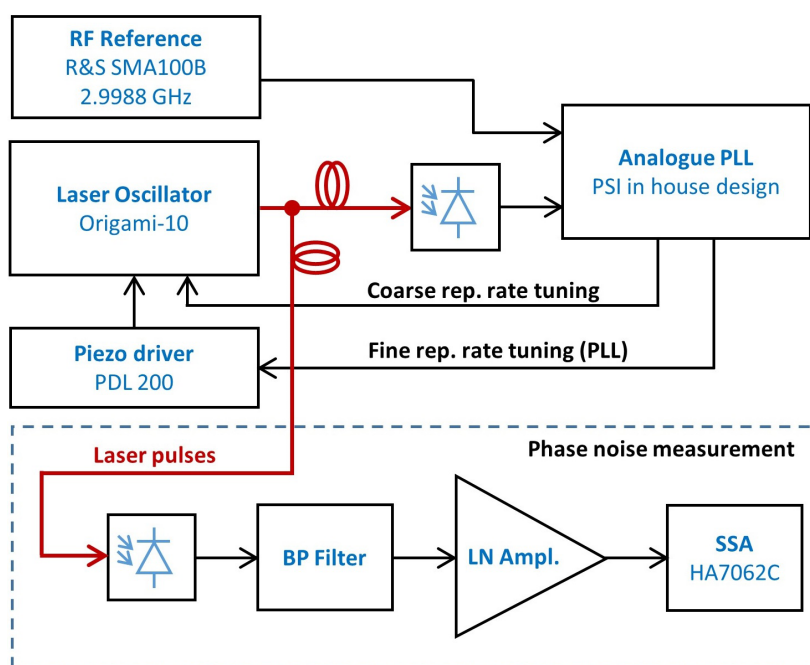 RF Reference
R&S SMA100B
2.9988 GHz
Analogue PLL
PSI in house design
Laser Oscillator
Origami-10
Coarse rep. rate tuning
Piezo driver
PDL 200
Fine rep. rate tuning (PLL)
Phase noise measurement
Laser pulses
BP Filter
LN Ampl.
SSA
HA7062C